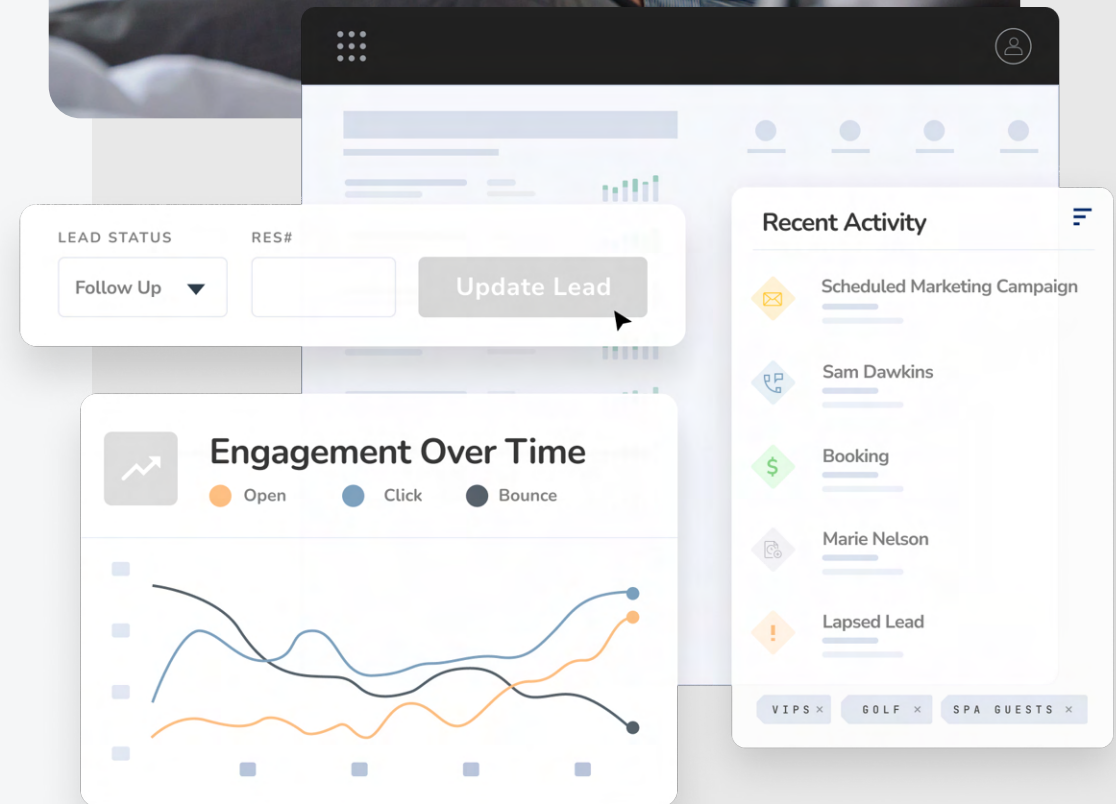 LEAD STATUS
RES#
Follow Up
Update Lead
Engagement Over Time
Open
Click
Bounce
Recent Activity
Scheduled Marketing Campaign
Sam Dawkins
Booking
Marie Nelson
Lapsed Lead
VIPS ×
GOLF ×
SPA GUESTS ×